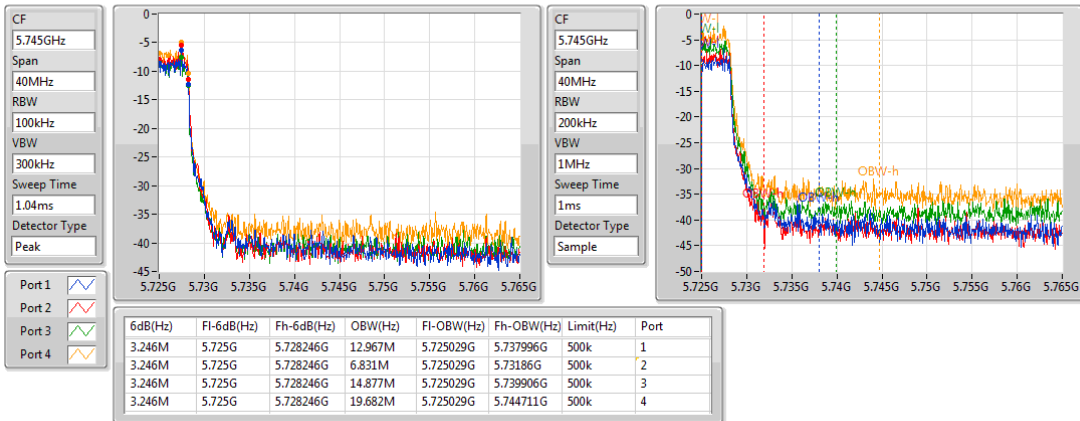 CF
5.745GHz
Span
40MHz
RBW
100kHz
VBW
300kHz
Sweep Time
1.04ms
Detector Type
Peak
0-
-5-
-10-
-15-
-20-
-25-
-30-
-35-
-40-
-45-
5.725G 5.73G 5.735G 5.74G 5.745G 5.75G 5.755G 5.76G 5.765G
CF
5.745GHz
Span
40MHz
RBW
200kHz
VBW
1MHz
Sweep Time
1ms
Detector Type
Sample
0-
-5-
-10-
-15-
-20-
-25-
-30-
-35-
-40-
-45-
-50-
OBW-h
5.725G 5.73G 5.735G 5.74G 5.745G 5.75G 5.755G 5.76G 5.765G
Port 1
Port 2
Port 3
Port 4
6dB(Hz) Fl-6dB(Hz) Fh-6dB(Hz) OBW(Hz) Fl-OBW(Hz) Fh-OBW(Hz) Limit(Hz) Port
3.246M 5.725G 5.728246G 12.967M 5.725029G 5.737996G 500k 1
3.246M 5.725G 5.728246G 6.831M 5.725029G 5.73186G 500k 2
3.246M 5.725G 5.728246G 14.877M 5.725029G 5.739906G 500k 3
3.246M 5.725G 5.728246G 19.682M 5.725029G 5.744711G 500k 4